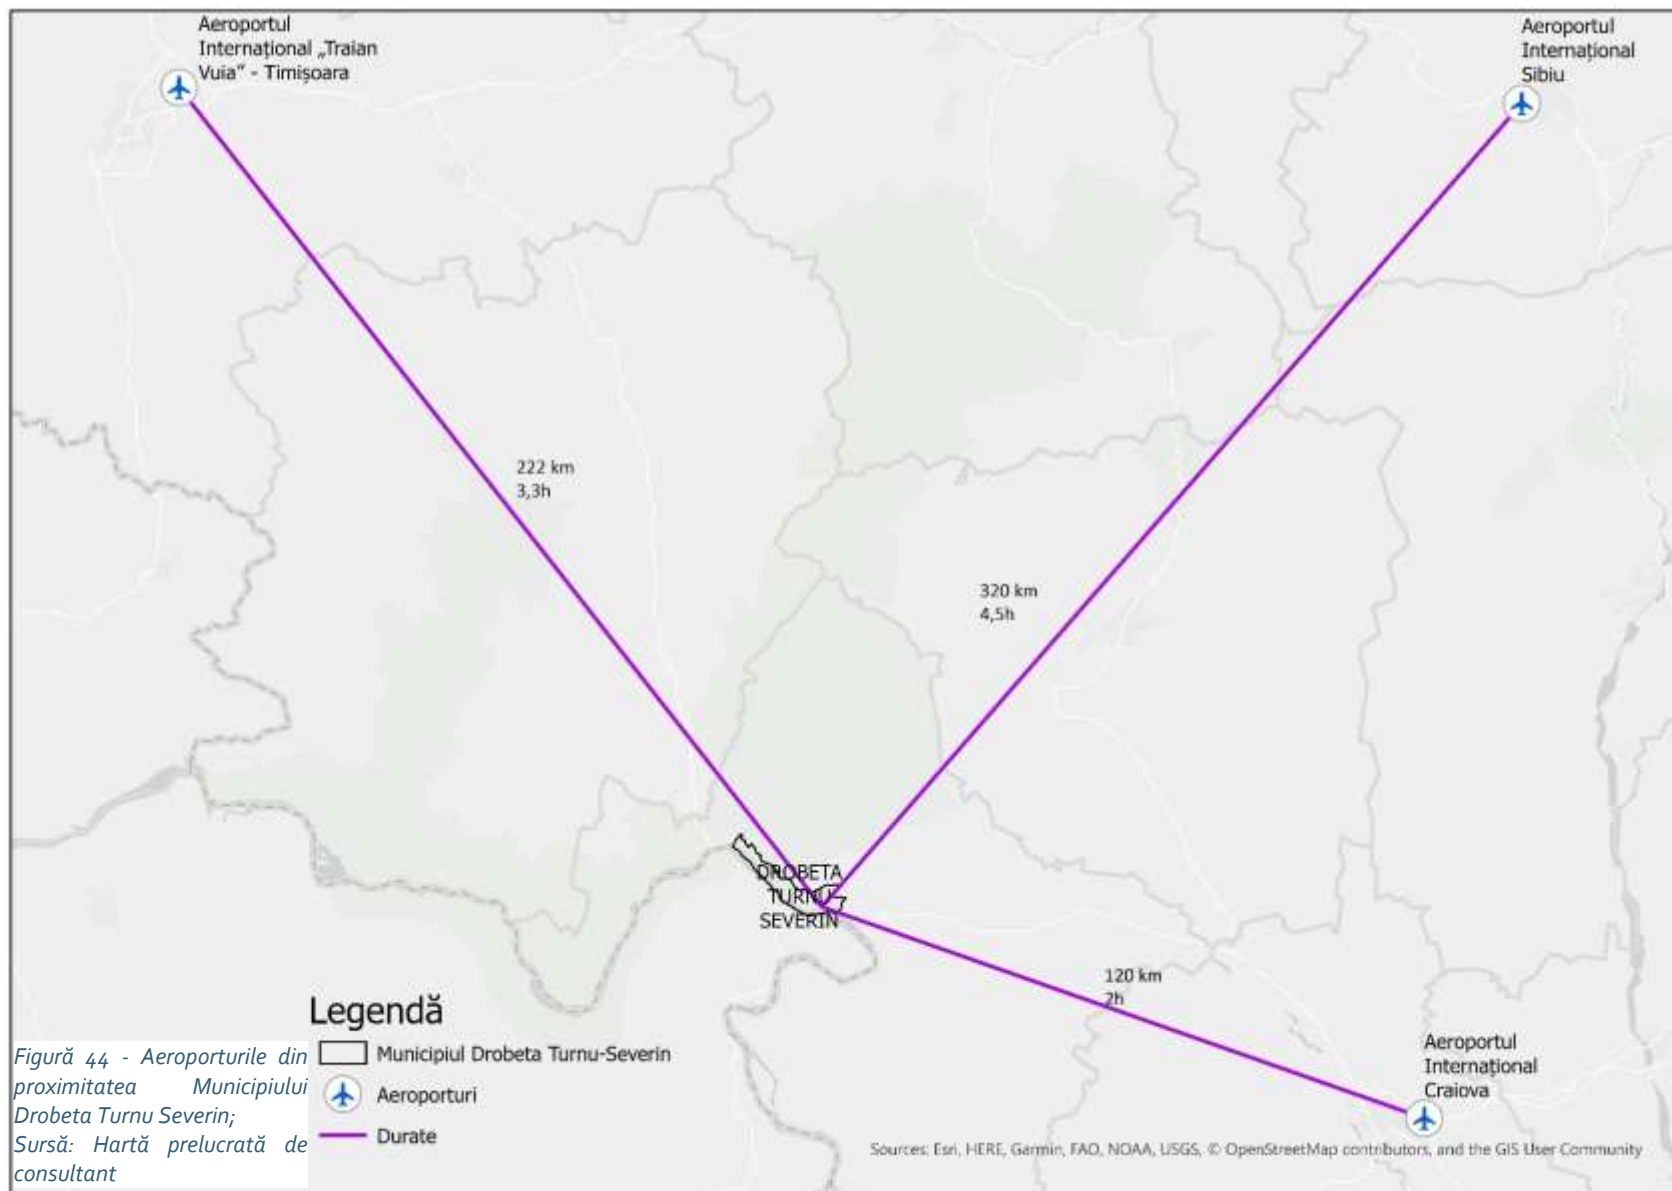 Aeroportul
Internațional „Traian
Vuia” - Timișoara
Aeroportul
Internațional
Sibiu
222 km
3,3h
320 km
4,5h
DROBETA
TURNU
SEVERIN
120 km
2h
Aeroportul
Internațional
Craiova
Legendă
Municipiul Drobeta Turnu-Severin
Aeroporturi
Durate
Figură 44 - Aeroporturile din
proximitatea Municipiului
Drobeta Turnu Severin;
Sursă: Hartă prelucrată de
consultant
Sources: Esri, HERE, Garmin, FAO, NOAA, USGS, © OpenStreetMap contributors, and the GIS User Community